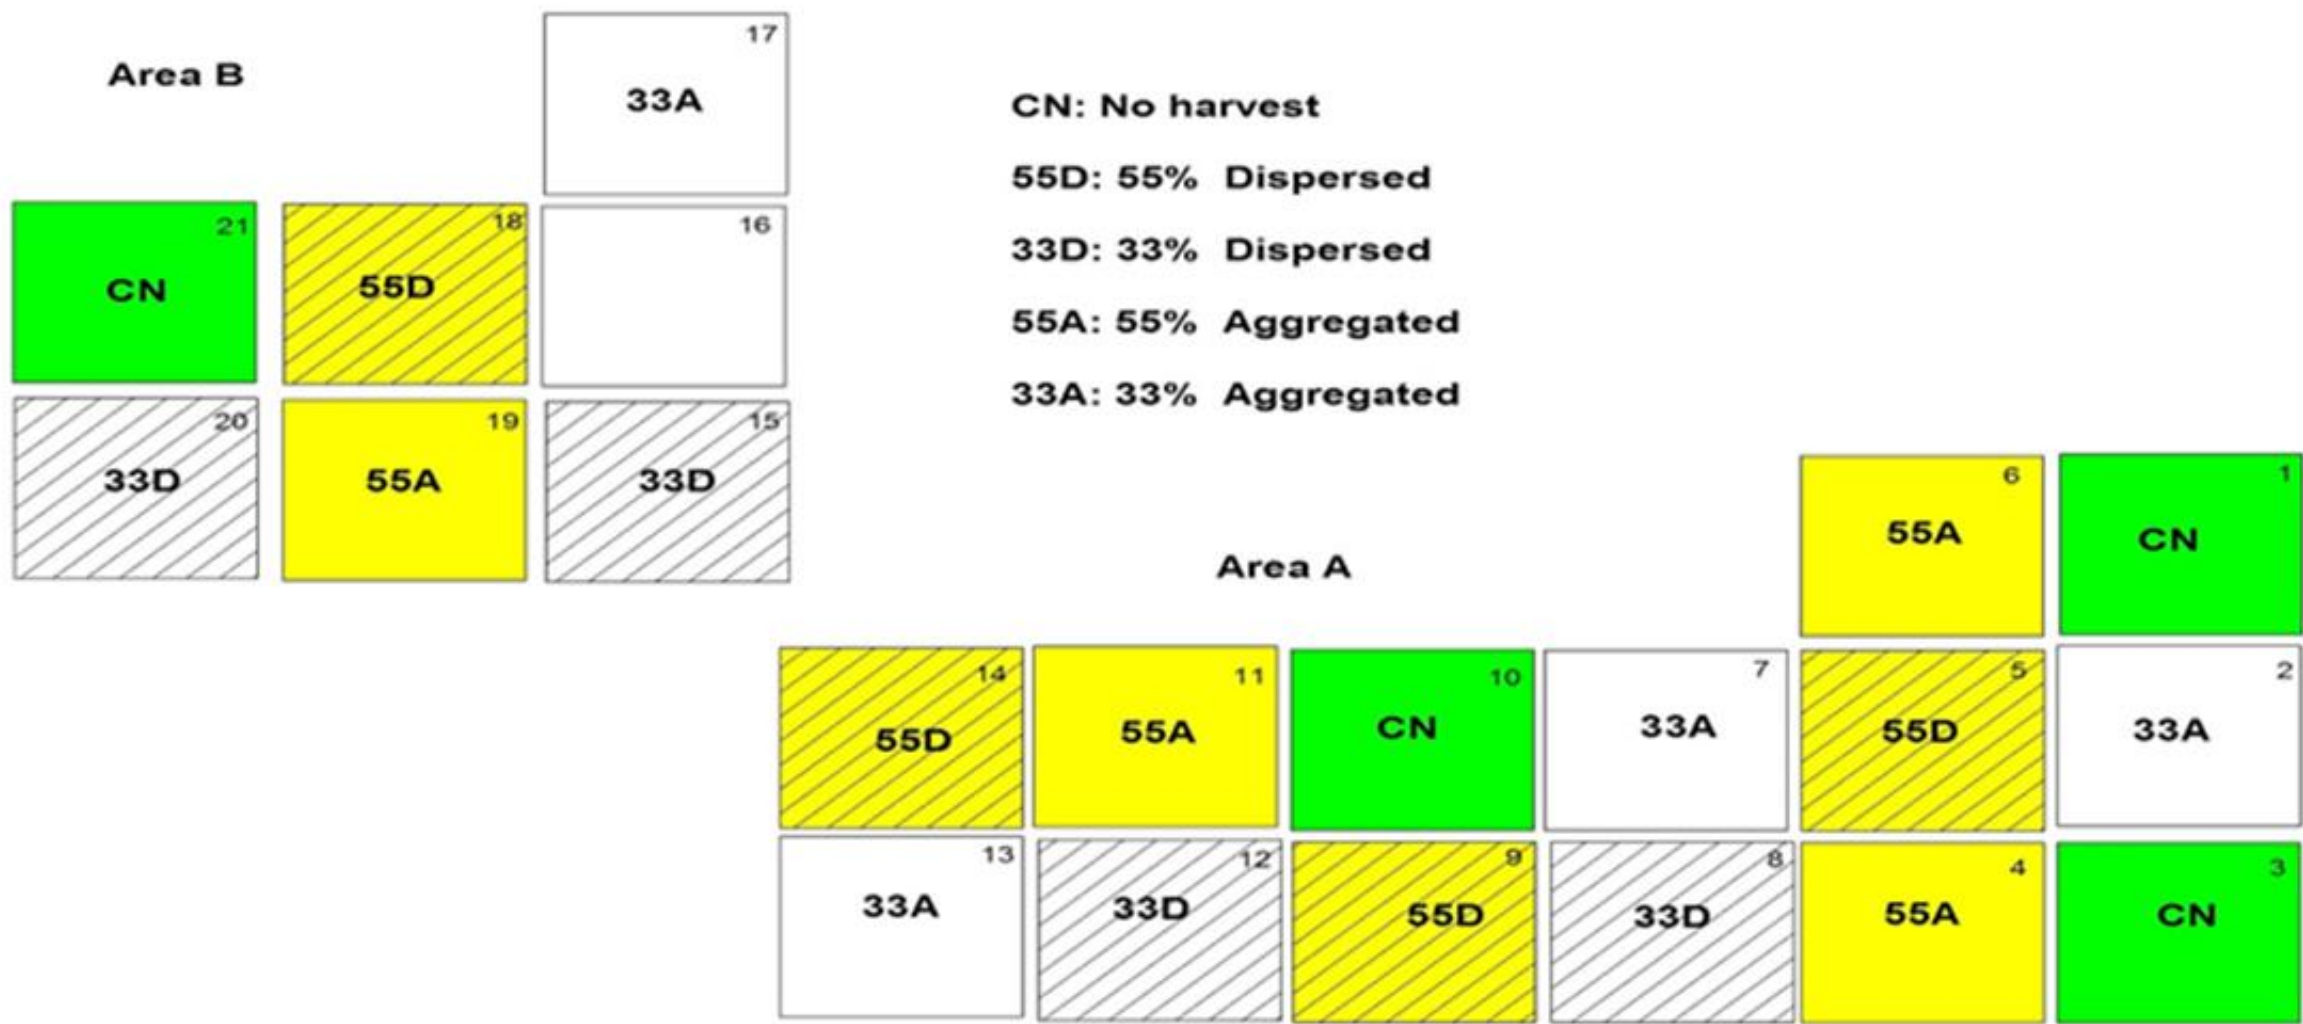 Area B
17
33A
CN: No harvest
55D: 55% Dispersed
33D: 33% Dispersed
55A: 55% Aggregated
33A: 33% Aggregated
21
CN
18
55D
16
20
33D
19
55A
15
33D
Area A
6
55A
1
CN
14
55D
11
55A
10
CN
7
33A
5
55D
2
33A
13
33A
12
33D
9
55D
8
33D
4
55A
3
CN